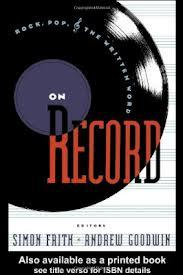 ROCK, POP, & THE WRITTEN WORD
ON
RECORD
EDITORS
SIMON FRITH ▪ ANDREW GOODWIN
Also available as a printed book
see title verso for ISBN details